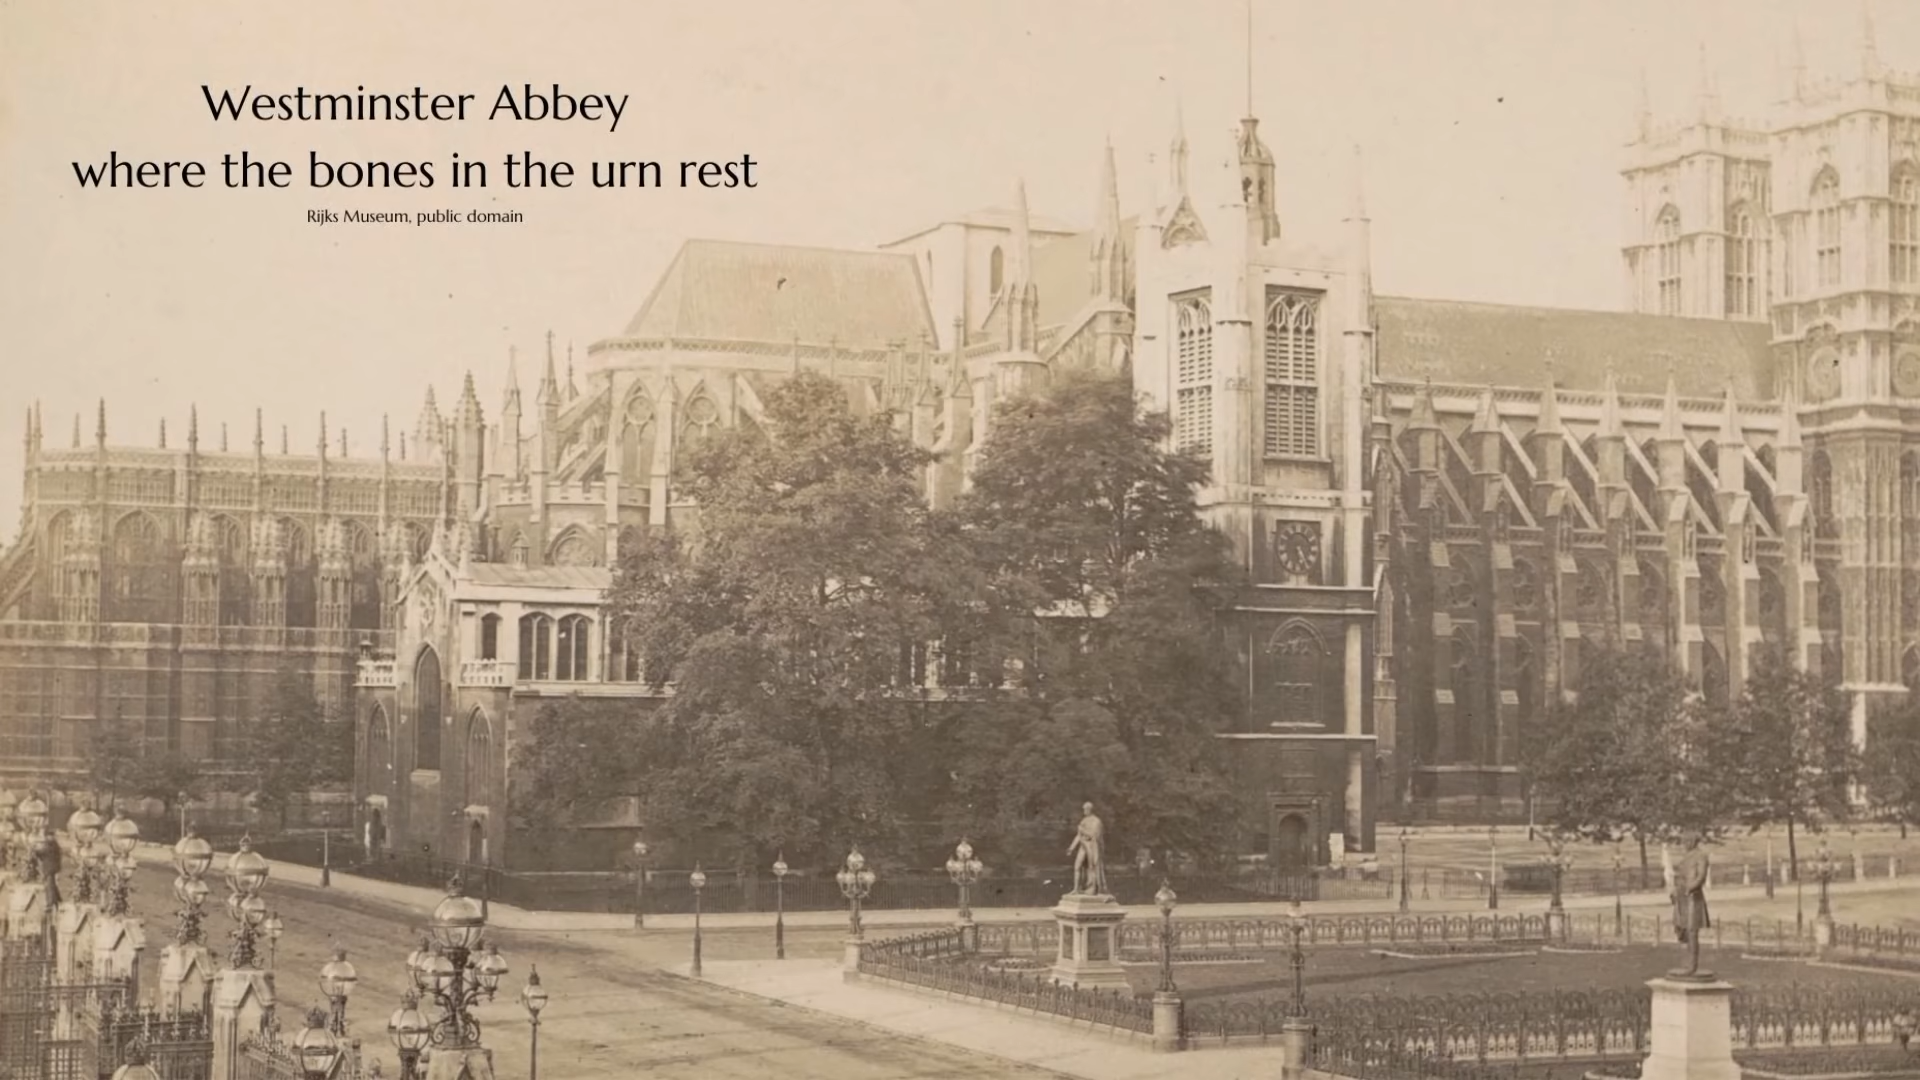 Westminster Abbey
where the bones in the urn rest
Rijks Museum, public domain